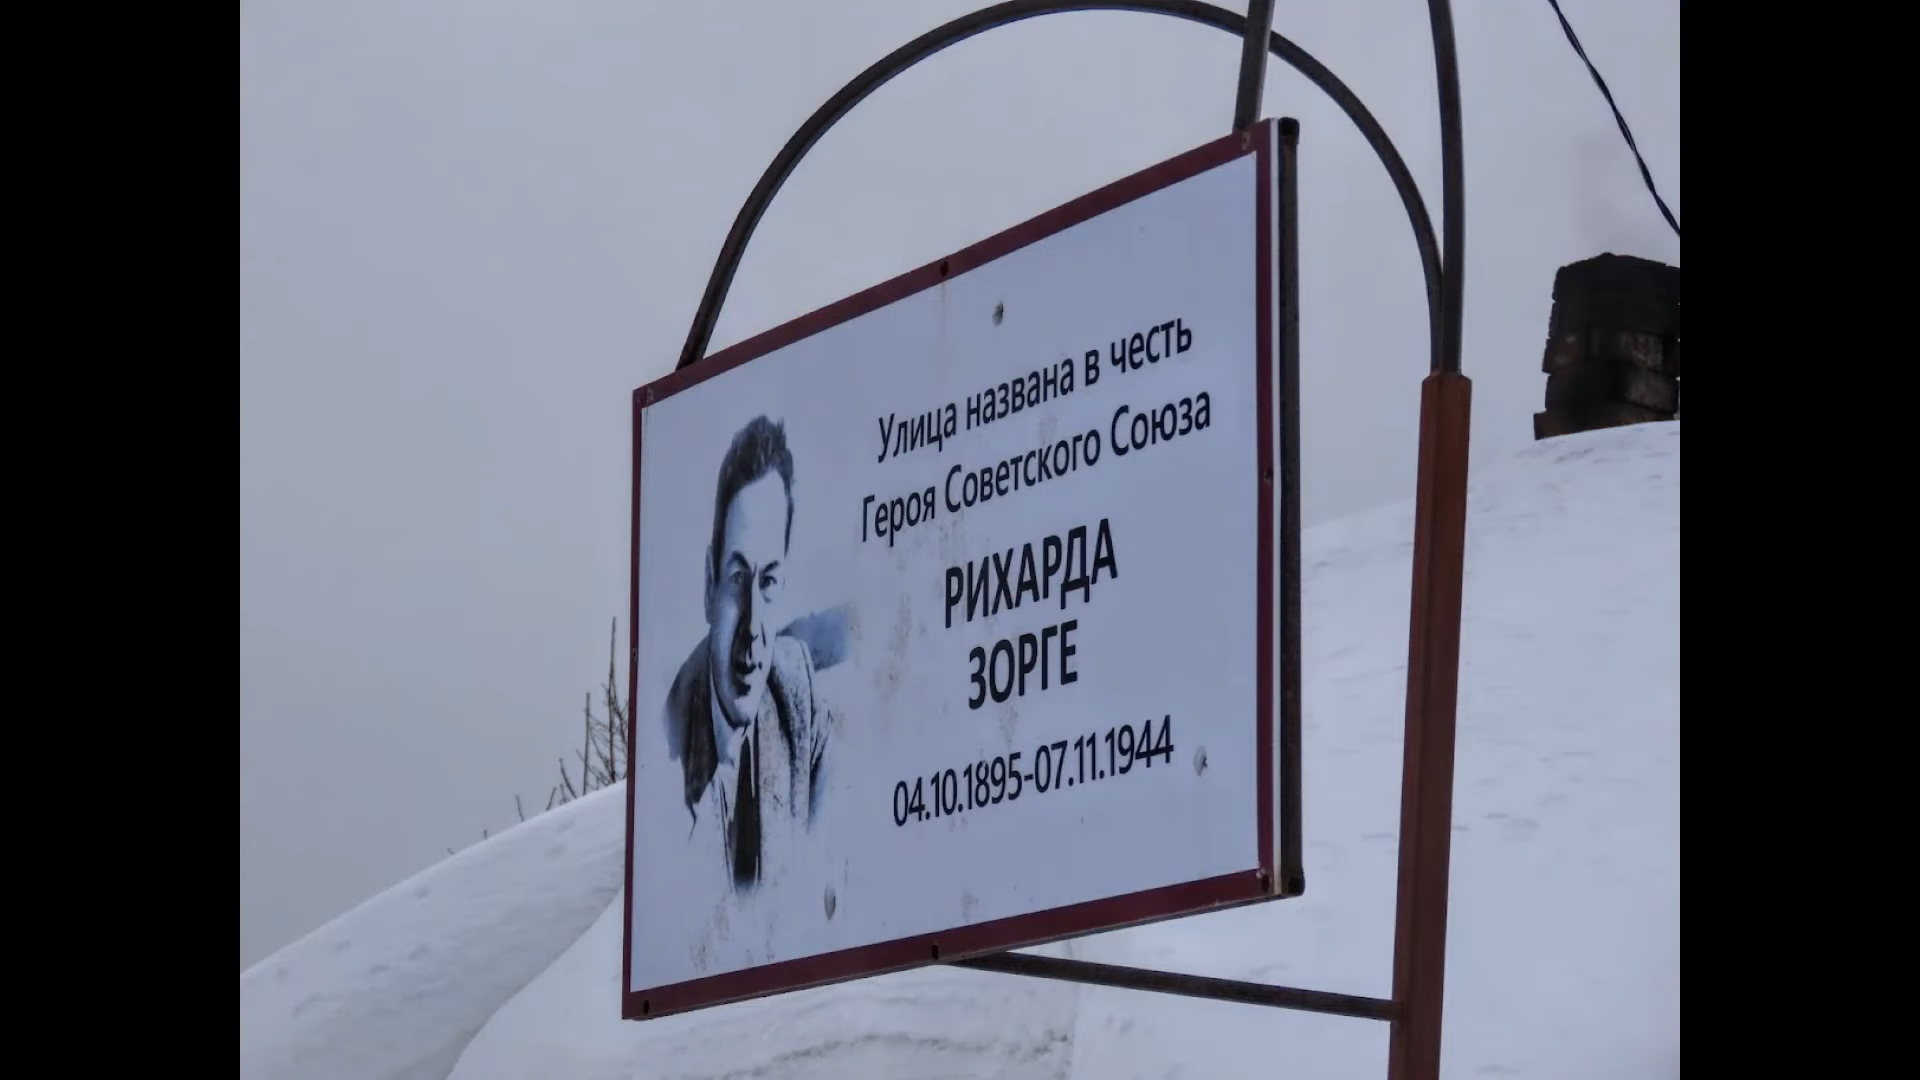 Улица названа в честь
Героя Советского Союза
РИХАРДА
ЗОРГЕ
04.10.1895-07.11.1944